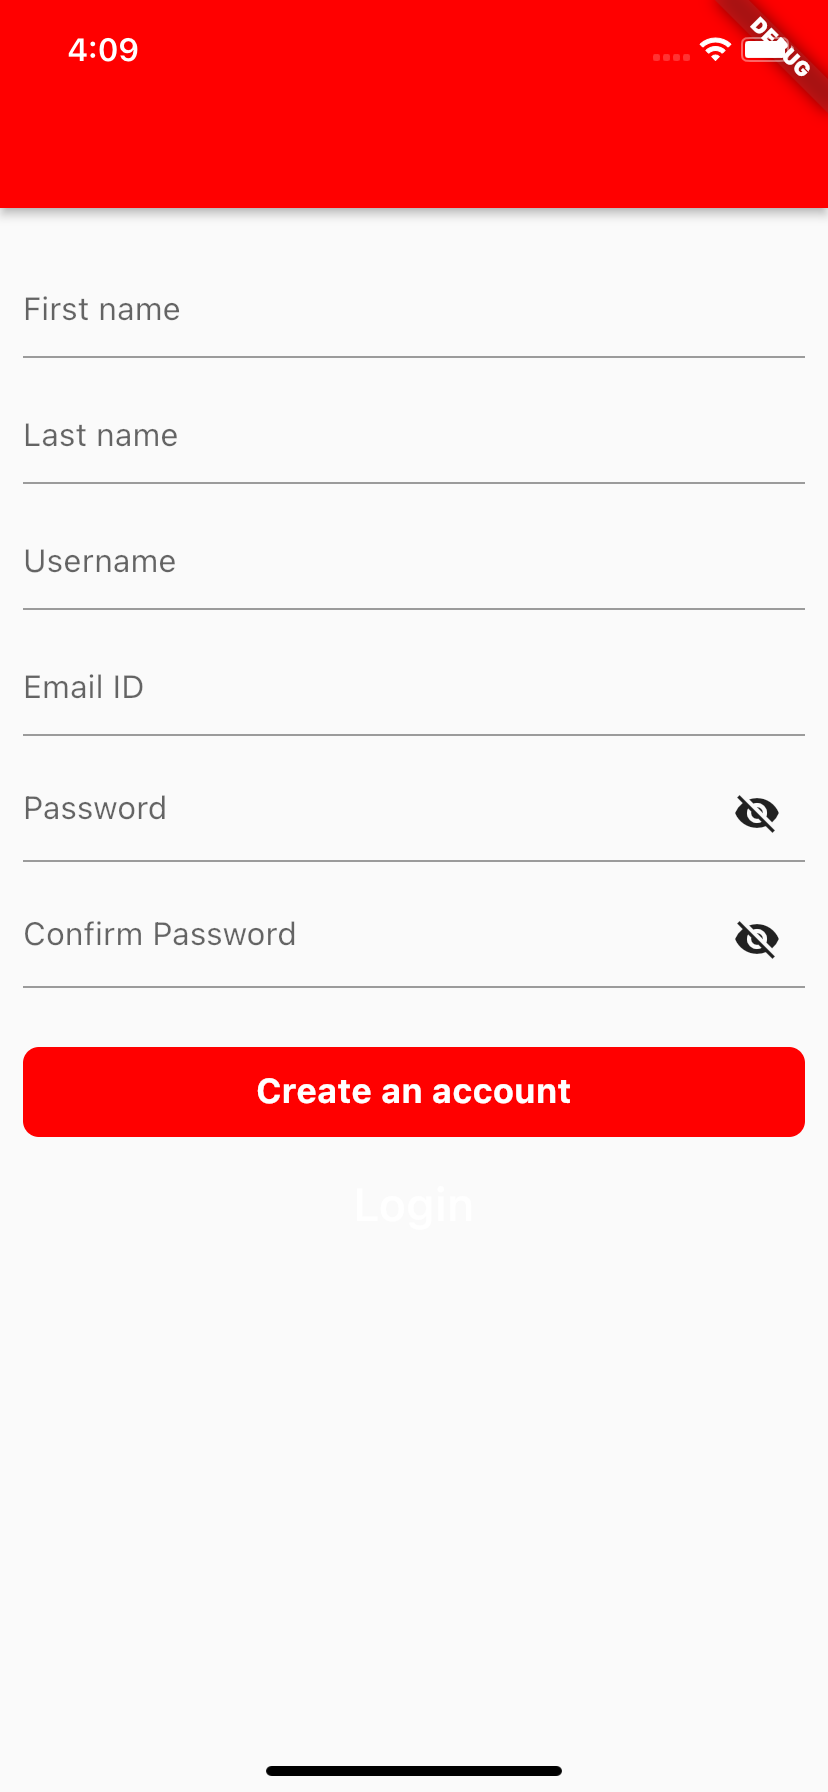 4:09
DEBUG
First name
Last name
Username
Email ID
Password
Confirm Password
Create an account
Login